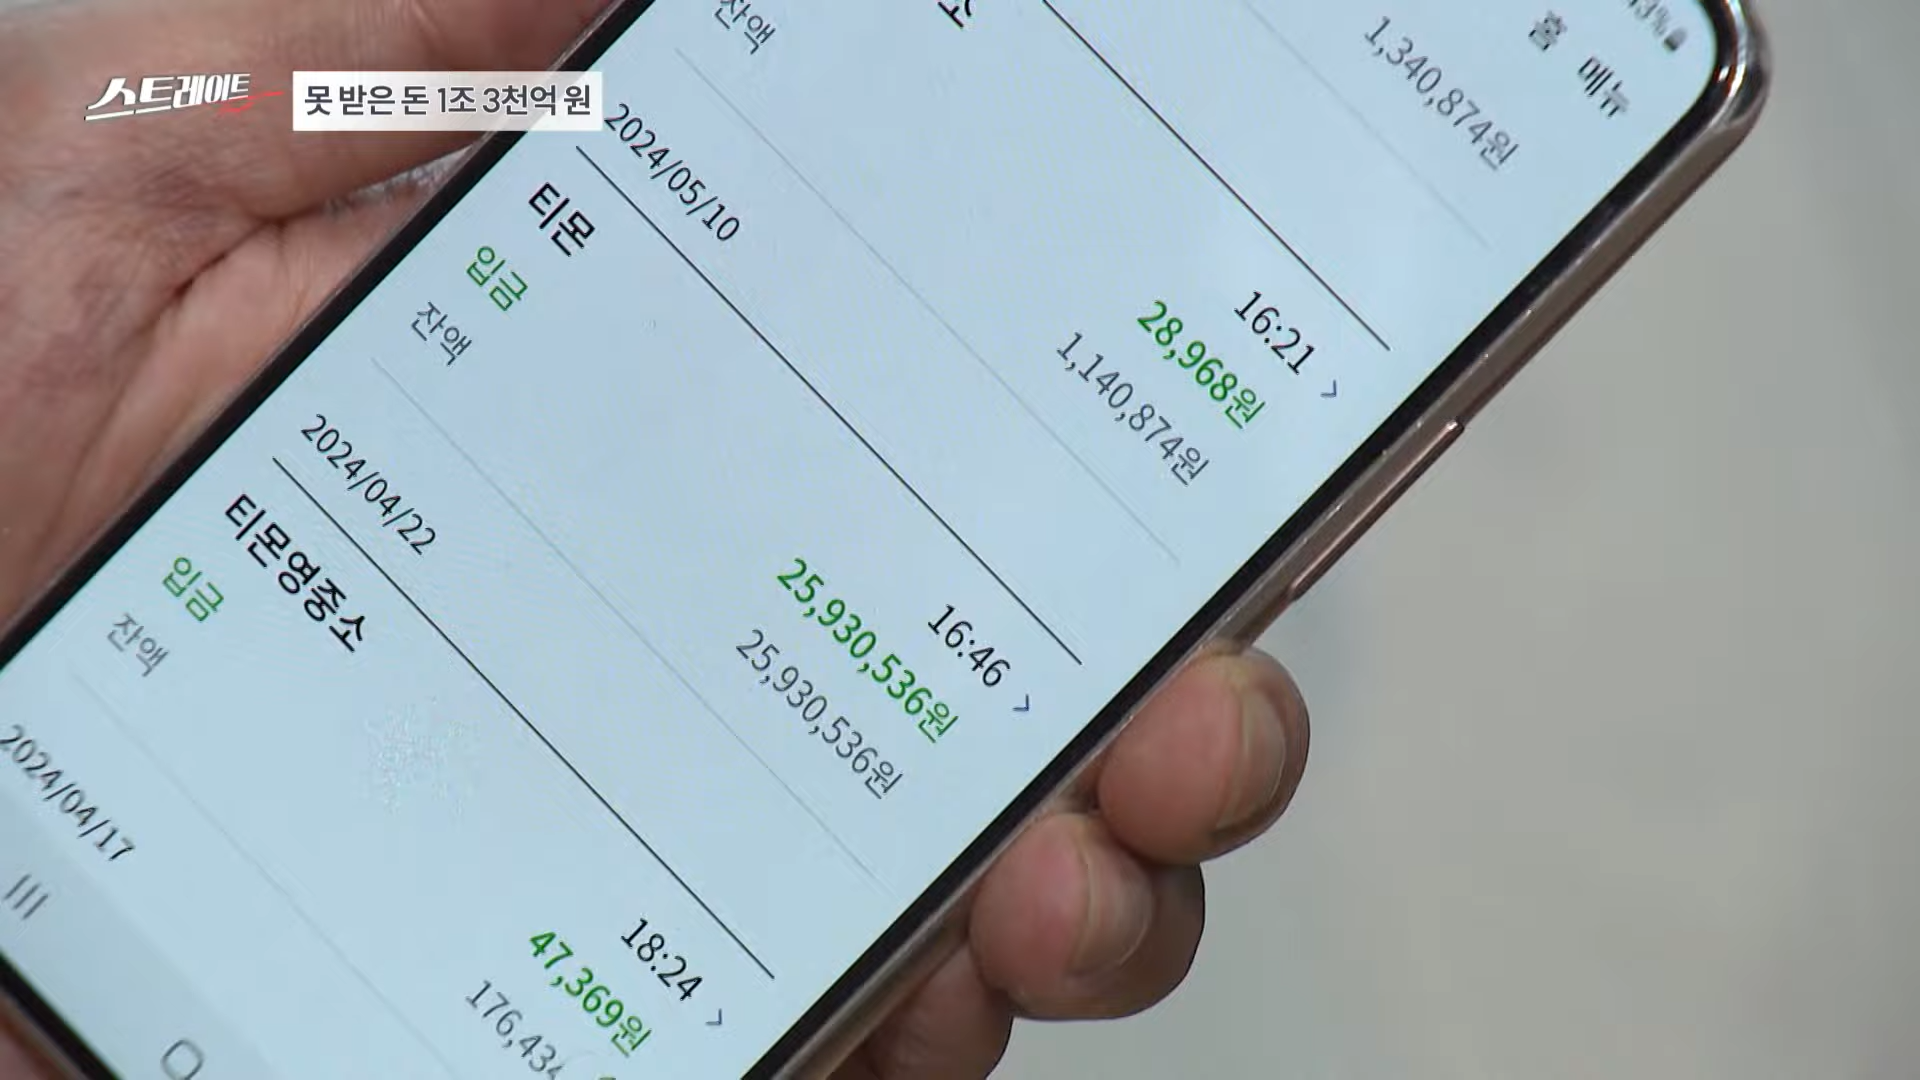 스트레이트
못 받은 돈 1조 3천억 원
홈 메뉴
1,340,874원
소 16:21
28,968원
잔액 1,140,874원
2024/05/10
티몬 16:46
입금 25,930,536원
잔액 25,930,536원
2024/04/22
티몬영중소 18:24
입금 47,369원
잔액 176,434
2024/04/17